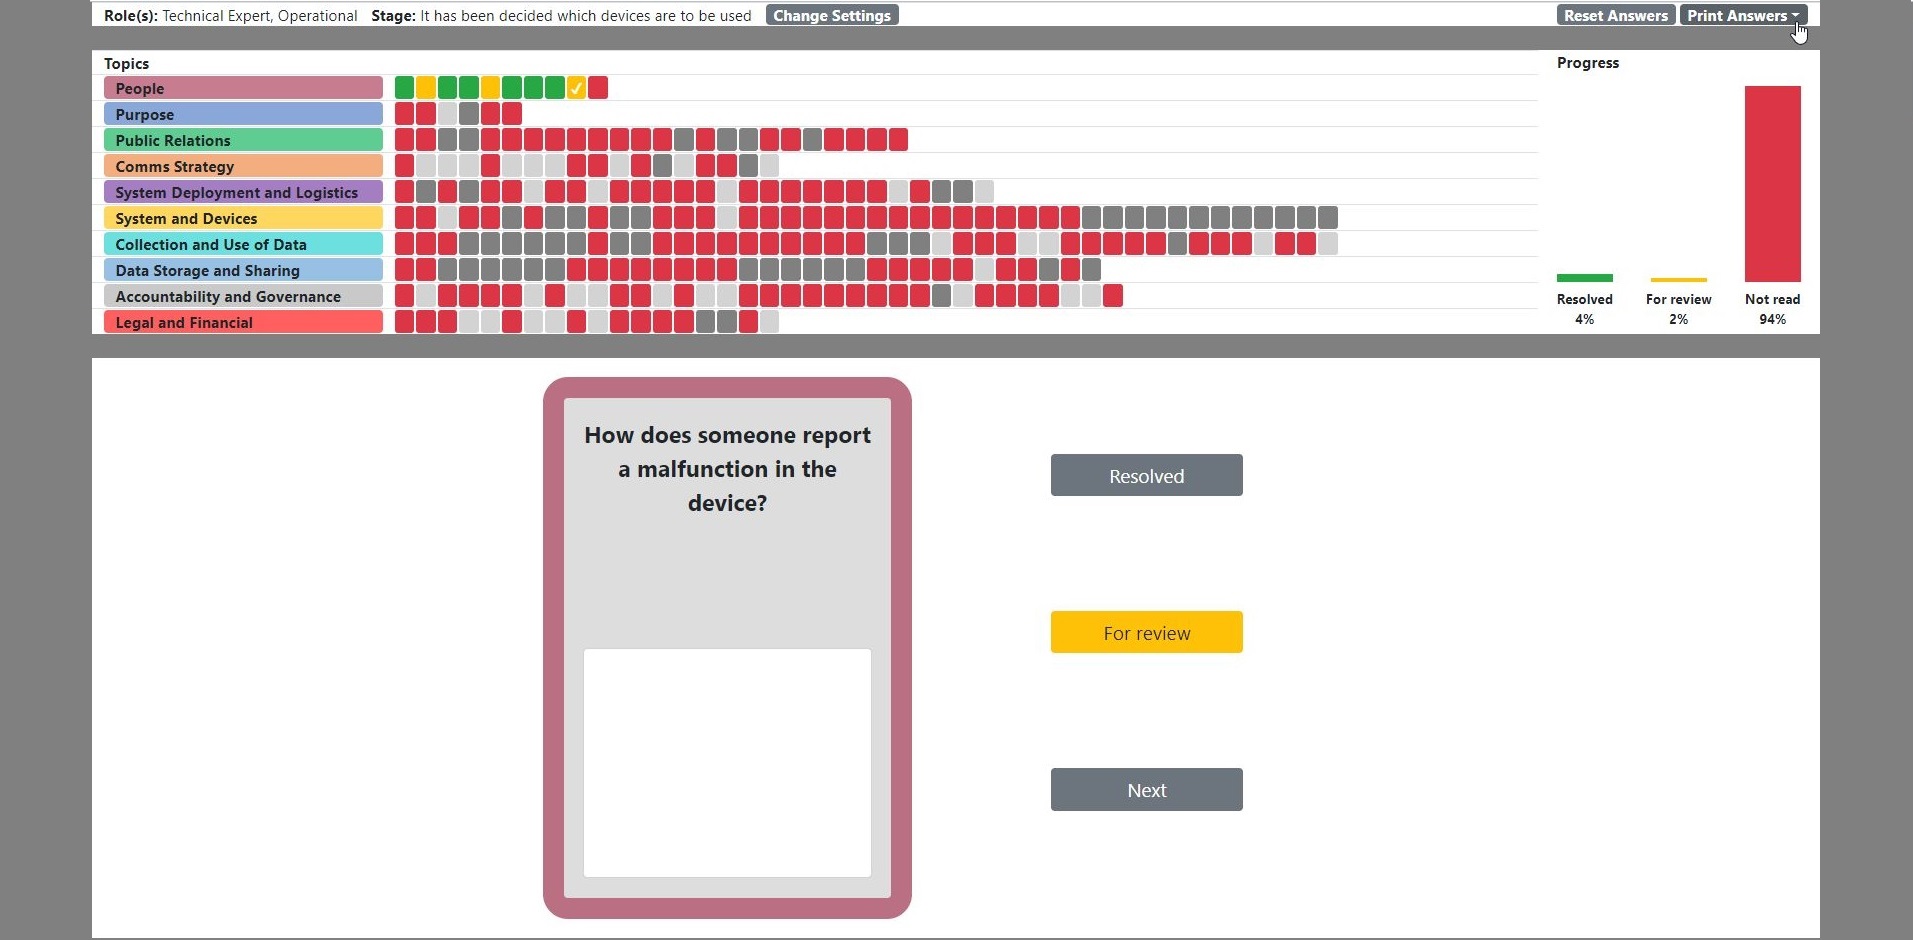 Role(s): Technical Expert, Operational Stage: It has been decided which devices are to be used Change Settings Reset Answers Print Answers
Topics
Progress
People
Purpose
Public Relations
Comms Strategy
System Deployment and Logistics
System and Devices
Collection and Use of Data
Data Storage and Sharing
Accountability and Governance
Legal and Financial
Resolved For review Not read
4% 2% 94%
How does someone report
a malfunction in the
device?
Resolved
For review
Next